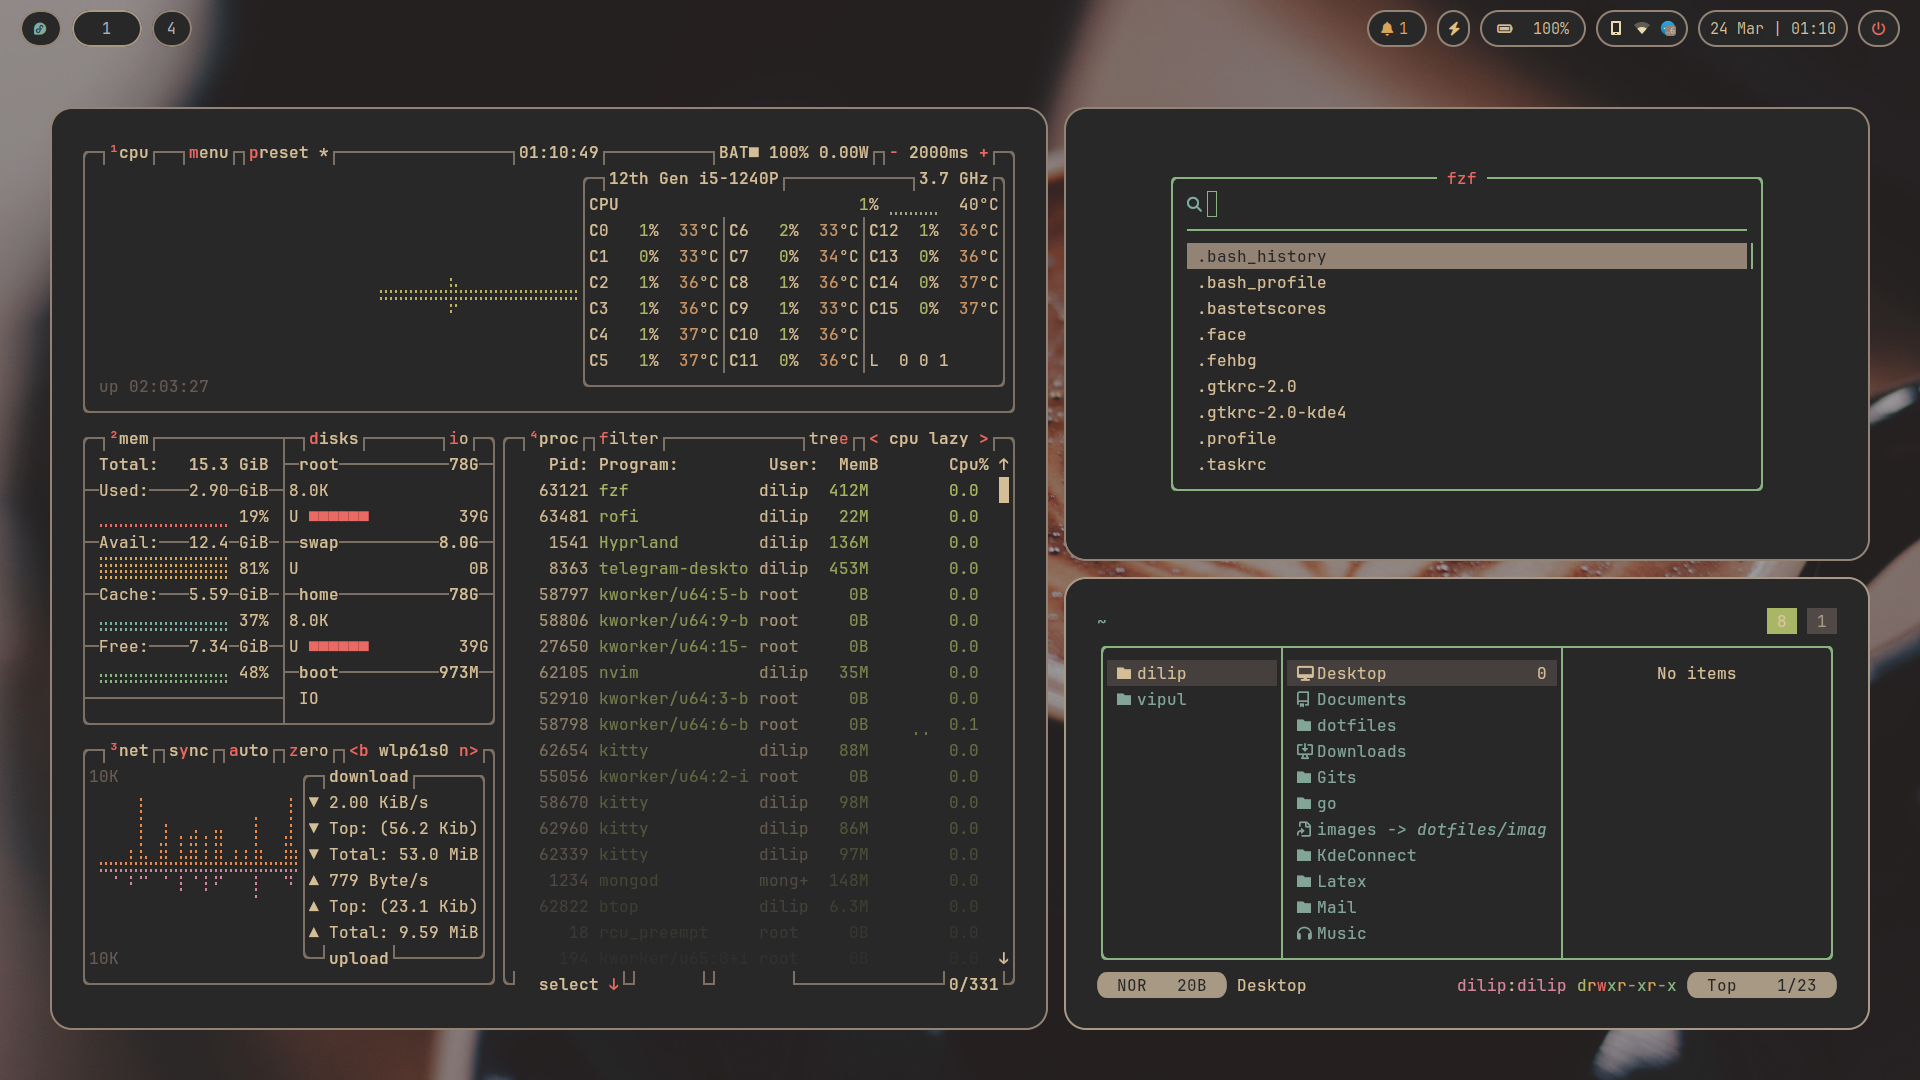 1 4 1 100% 24 Mar | 01:10
¹cpu menu preset * 01:10:49 BAT■ 100% 0.00W - 2000ms +
12th Gen i5-1240P 3.7 GHz
CPU 1% 40°C
C0 1% 33°C C6 2% 33°C C12 1% 36°C
C1 0% 33°C C7 0% 34°C C13 0% 36°C
C2 1% 36°C C8 1% 36°C C14 0% 37°C
C3 1% 36°C C9 1% 33°C C15 0% 37°C
C4 1% 37°C C10 1% 36°C
C5 1% 37°C C11 0% 36°C L 0 0 1
up 02:03:27
²mem disks io
Total: 15.3 GiB
Used: 2.90 GiB
19%
Avail: 12.4 GiB
81%
Cache: 5.59 GiB
37%
Free: 7.34 GiB
48%
root 78G
8.0K
U 39G
swap 8.0G
U 0B
home 78G
8.0K
U 39G
boot 973M
IO
³net sync auto zero <b wlp61s0 n>
10K
download
▼ 2.00 KiB/s
▼ Top: (56.2 Kib)
▼ Total: 53.0 MiB
▲ 779 Byte/s
▲ Top: (23.1 Kib)
▲ Total: 9.59 MiB
10K
upload
⁴proc filter tree < cpu lazy >
Pid: Program: User: MemB Cpu% ↑
63121 fzf dilip 412M 0.0
63481 rofi dilip 22M 0.0
1541 Hyprland dilip 136M 0.0
8363 telegram-deskto dilip 453M 0.0
58797 kworker/u64:5-b root 0B 0.0
58806 kworker/u64:9-b root 0B 0.0
27650 kworker/u64:15- root 0B 0.0
62105 nvim dilip 35M 0.0
52910 kworker/u64:3-b root 0B 0.0
58798 kworker/u64:6-b root 0B 0.1
62654 kitty dilip 88M 0.0
55056 kworker/u64:2-i root 0B 0.0
58670 kitty dilip 98M 0.0
62960 kitty dilip 86M 0.0
62339 kitty dilip 97M 0.0
1234 mongod mong+ 148M 0.0
62822 btop dilip 6.3M 0.0
18 rcu_preempt root 0B 0.0
194 kworker/u65:0+i root 0B 0.0 ↓
select ↓ 0/331
fzf
.bash_history
.bash_profile
.bastetscores
.face
.fehbg
.gtkrc-2.0
.gtkrc-2.0-kde4
.profile
.taskrc
~ 8 1
dilip
vipul
Desktop 0
Documents
dotfiles
Downloads
Gits
go
images -> dotfiles/imag
KdeConnect
Latex
Mail
Music
No items
NOR 20B Desktop dilip:dilip drwxr-xr-x Top 1/23